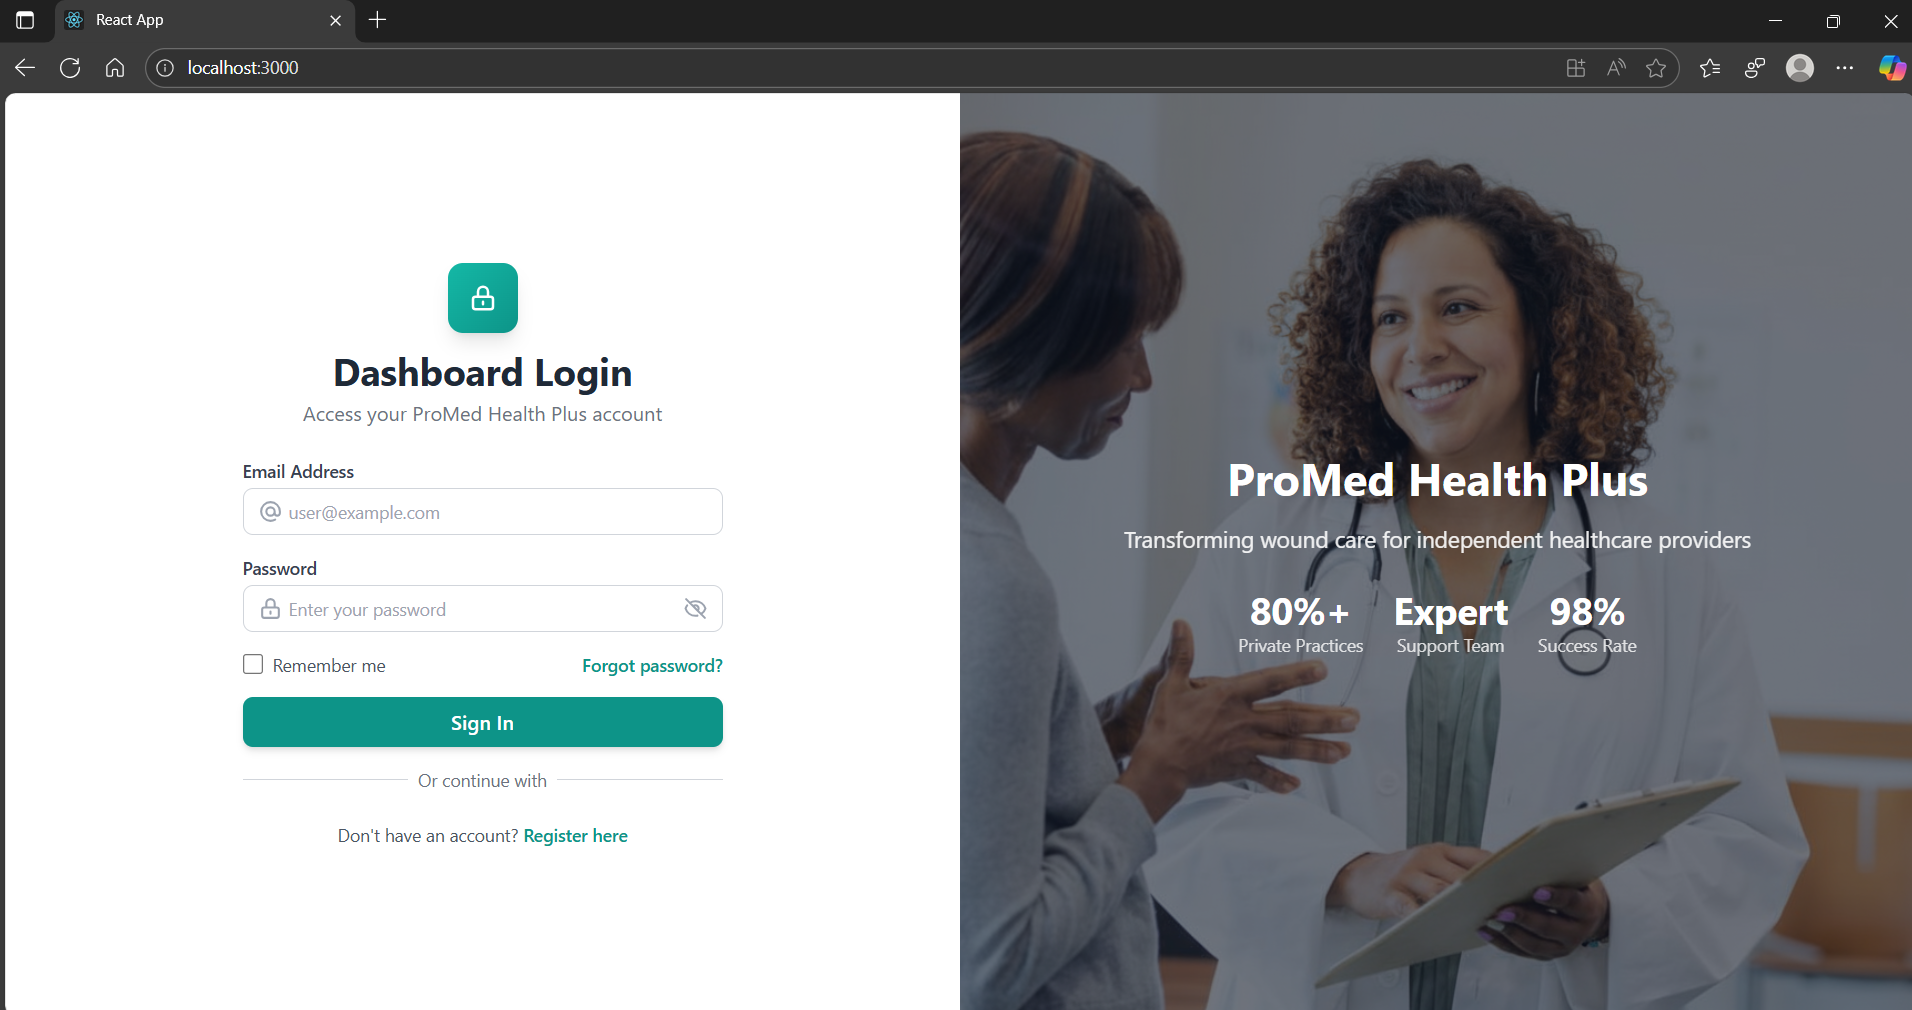 React App
localhost:3000
Dashboard Login
Access your ProMed Health Plus account
Email Address
user@example.com
Password
Enter your password
Remember me
Forgot password?
Sign In
Or continue with
Don't have an account? Register here
ProMed Health Plus
Transforming wound care for independent healthcare providers
80%+
Private Practices
Expert
Support Team
98%
Success Rate